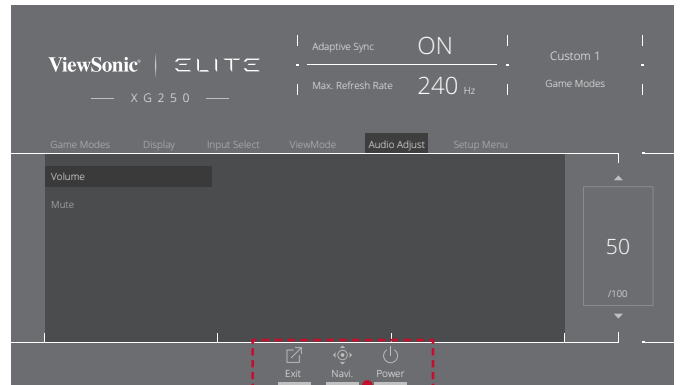 ViewSonic® ELITE
XG250
Adaptive Sync ON
Max. Refresh Rate 240 Hz
Custom 1
Game Modes
Game Modes Display Input Select ViewMode Audio Adjust Setup Menu
Volume
Mute
50
/100
Exit Navi. Power